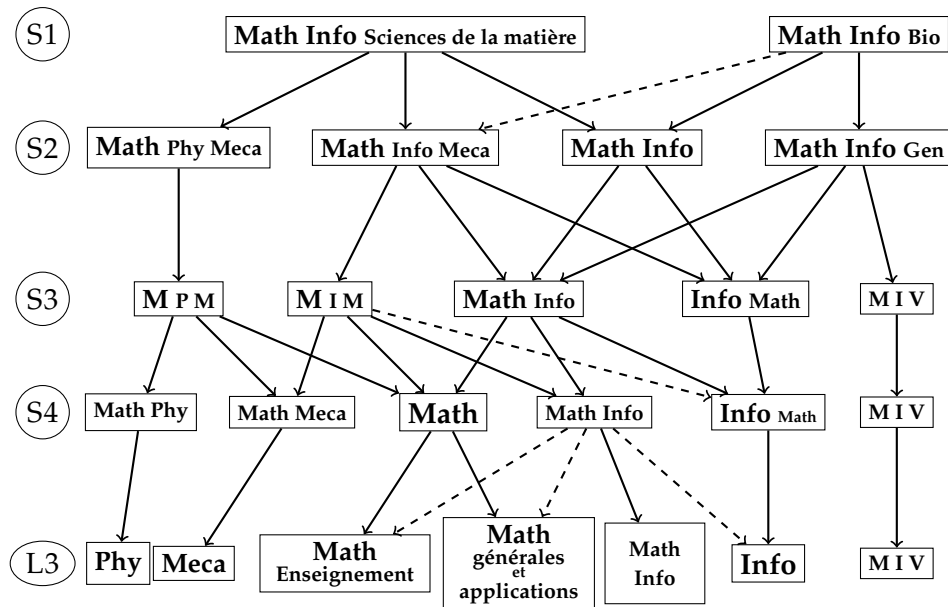 S1
Math Info Sciences de la matière
Math Info Bio
S2
Math Phy Meca
Math Info Meca
Math Info
Math Info Gen
S3
M P M
M I M
Math Info
Info Math
M I V
S4
Math Phy
Math Meca
Math
Math Info
Info Math
M I V
L3
Phy
Meca
Math
Enseignement
Math
générales
et
applications
Math
Info
Info
M I V